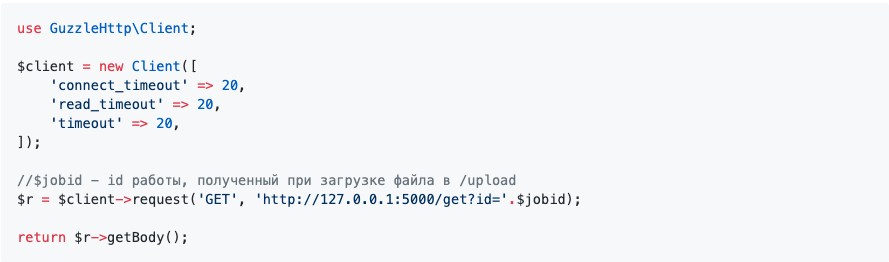 use GuzzleHttp\Client;
$client = new Client([
    'connect_timeout' => 20,
    'read_timeout' => 20,
    'timeout' => 20,
]);
//$jobid – id работы, полученный при загрузке файла в /upload
$r = $client->request('GET', 'http://127.0.0.1:5000/get?id='.$jobid);
return $r->getBody();